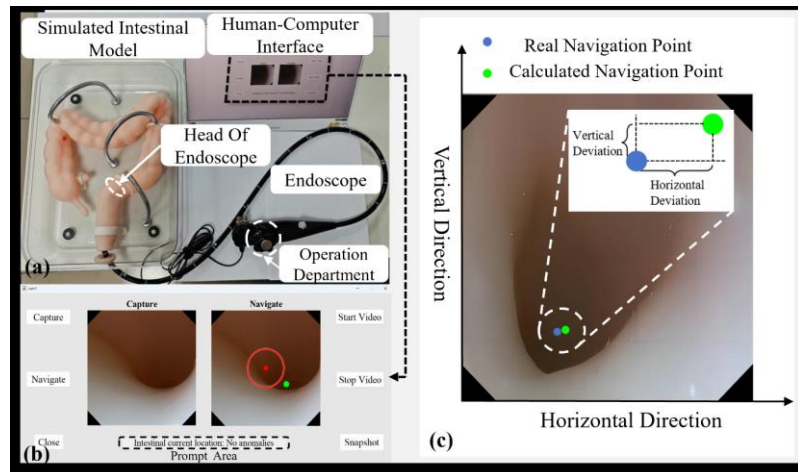 Simulated Intestinal
Model
Human-Computer
Interface
Head Of
Endoscope
Endoscope
Operation
Department
(a)
Capture
Navigate
Capture
Start Video
Navigate
Stop Video
Close
Intestinal current location: No anomalies
Snapshot
(b)
Prompt Area
Real Navigation Point
Calculated Navigation Point
Vertical
Deviation
Horizontal
Deviation
Vertical Direction
Horizontal Direction
(c)